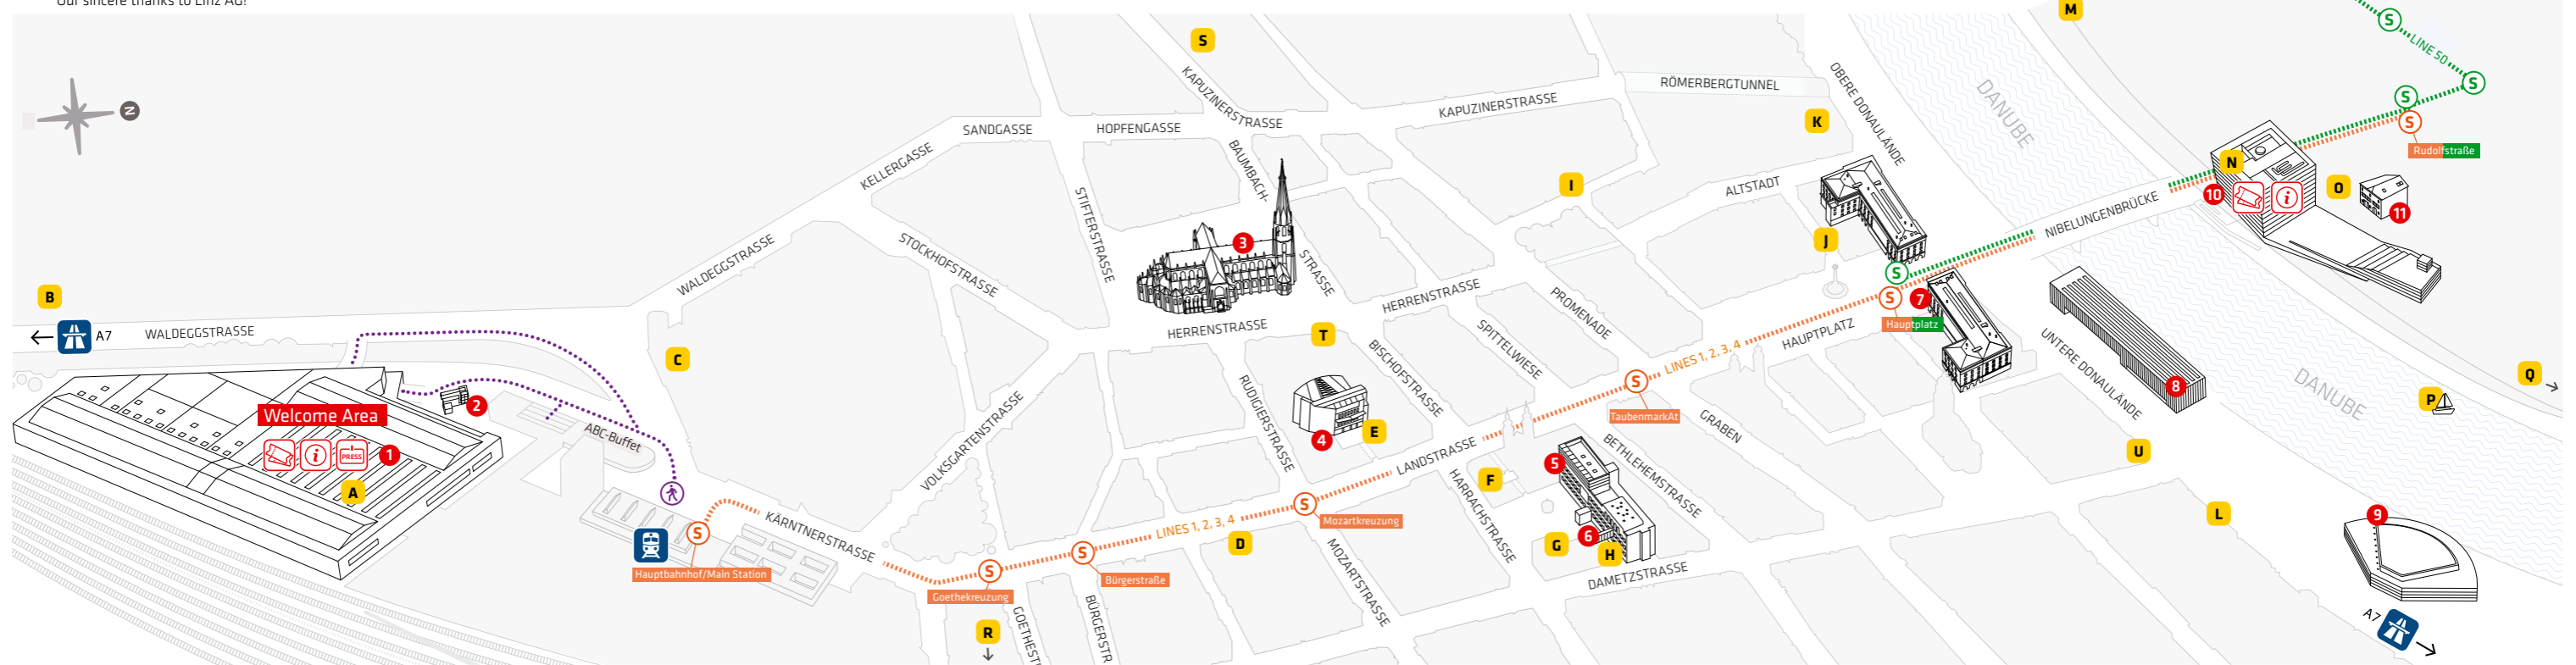 Our sincere thanks to Linz AG!
N
S
M
S
LINE 50
S
S
S
Rudolfstraße
KAPUZINERSTRASSE
KAPUZINERSTRASSE
RÖMERBERGTUNNEL
OBERE DONAULÄNDE
DANUBE
SANDGASSE
HOPFENGASSE
BAUMBACH-
STRASSE
K
KELLERGASSE
STIFTERSTRASSE
I
ALTSTADT
N
10
i
O
11
NIBELUNGENBRÜCKE
WALDEGGSTRASSE
STOCKHOFSTRASSE
3
J
S
S
7
Hauptplatz
B
A7
WALDEGGSTRASSE
C
HERRENSTRASSE
T
HERRENSTRASSE
SPITTELWIESE
PROMENADE
LINES 1, 2, 3, 4
HAUPTPLATZ
UNTERE DONAULÄNDE
8
DANUBE
P
Q
Welcome Area
i
PRESS
1
A
2
ABC-Buffet
VOLKSGARTENSTRASSE
RUDIGIERSTRASSE
4
E
BISCHOFSTRASSE
LANDSTRASSE
S
TaubenmarkAt
GRABEN
BETHLEHEMSTRASSE
HARRACHSTRASSE
F
5
6
G
H
U
L
9
A7
S
Hauptbahnhof/Main Station
KÄRNTNERSTRASSE
S
Goethekreuzung
S
Bürgerstraße
LINES 1, 2, 3, 4
D
S
Mozartkreuzung
MOZARTSTRASSE
DAMETZSTRASSE
R
GOETHEST
BÜRGERSTR